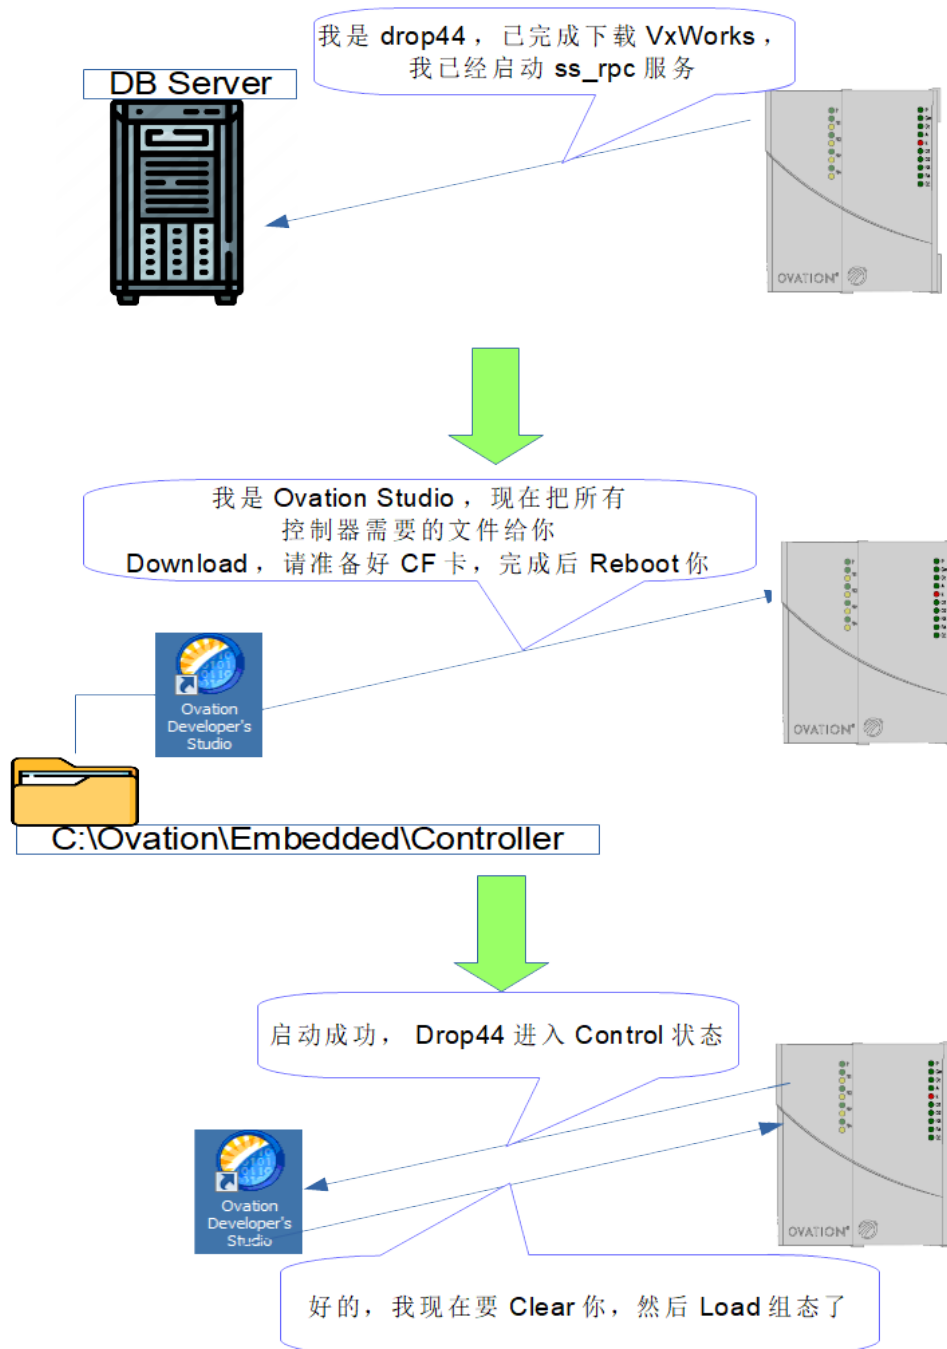 我是 drop44，已完成下载 VxWorks，
我已经启动 ss_rpc 服务
DB Server
OVATION®
我是 Ovation Studio，现在把所有
控制器需要的文件给你
Download，请准备好 CF 卡，完成后 Reboot 你
Ovation
Developer's
Studio
OVATION®
C:\Ovation\Embedded\Controller
启动成功， Drop44 进入 Control 状态
Ovation
Developer's
Studio
OVATION®
好的，我现在要 Clear 你，然后 Load 组态了